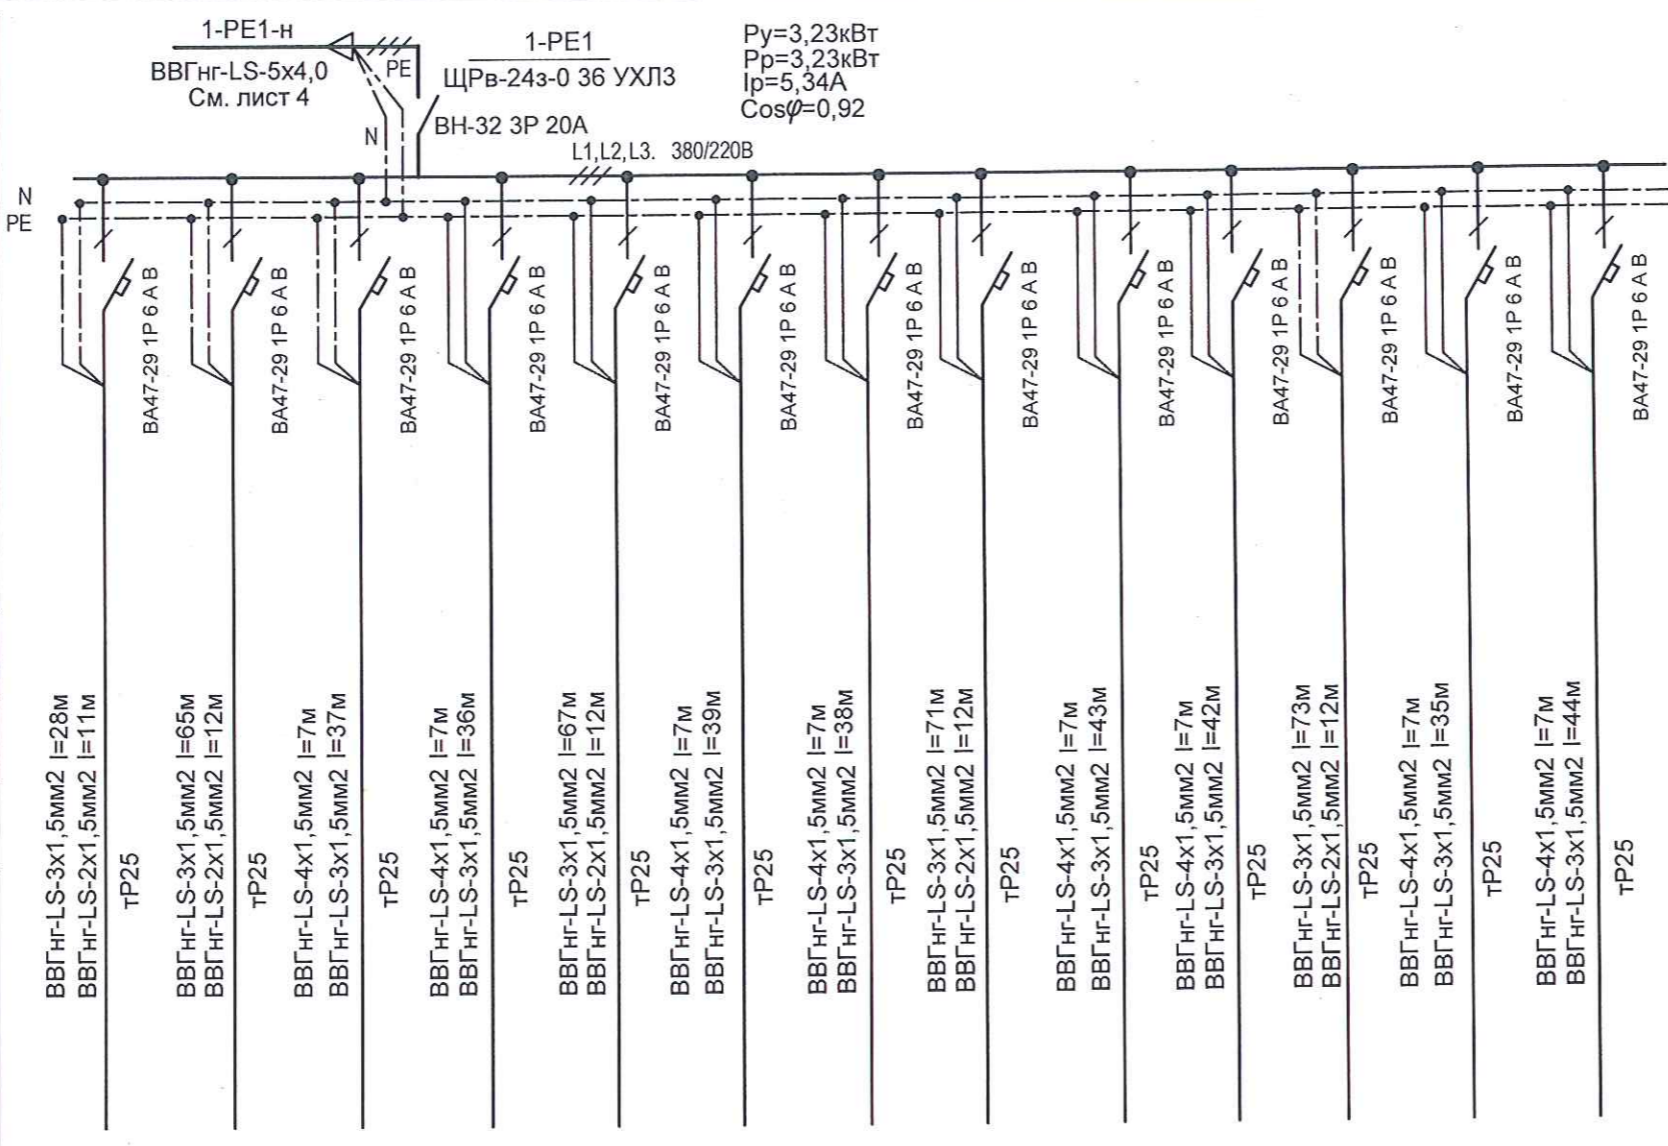 1-РЕ1-н
ВВГнг-LS-5х4,0
См. лист 4
PE
N
1-РЕ1
ЩРв-24з-0 36 УХЛ3
ВН-32 3Р 20А
Ру=3,23кВт
Рр=3,23кВт
Iр=5,34А
Cosφ=0,92
L1,L2,L3. 380/220В
N
PE
ВА47-29 1Р 6 А В
ВА47-29 1Р 6 А В
ВА47-29 1Р 6 А В
ВА47-29 1Р 6 А В
ВА47-29 1Р 6 А В
ВА47-29 1Р 6 А В
ВА47-29 1Р 6 А В
ВА47-29 1Р 6 А В
ВА47-29 1Р 6 А В
ВА47-29 1Р 6 А В
ВА47-29 1Р 6 А В
ВА47-29 1Р 6 А В
ВА47-29 1Р 6 А В
ВВГнг-LS-3х1,5мм2 l=28м
ВВГнг-LS-2х1,5мм2 l=11м
тР25
ВВГнг-LS-3х1,5мм2 l=65м
ВВГнг-LS-2х1,5мм2 l=12м
тР25
ВВГнг-LS-4х1,5мм2 l=7м
ВВГнг-LS-3х1,5мм2 l=37м
тР25
ВВГнг-LS-4х1,5мм2 l=7м
ВВГнг-LS-3х1,5мм2 l=36м
тР25
ВВГнг-LS-3х1,5мм2 l=67м
ВВГнг-LS-2х1,5мм2 l=12м
тР25
ВВГнг-LS-4х1,5мм2 l=7м
ВВГнг-LS-3х1,5мм2 l=39м
тР25
ВВГнг-LS-4х1,5мм2 l=7м
ВВГнг-LS-3х1,5мм2 l=38м
тР25
ВВГнг-LS-3х1,5мм2 l=71м
ВВГнг-LS-2х1,5мм2 l=12м
тР25
ВВГнг-LS-4х1,5мм2 l=7м
ВВГнг-LS-3х1,5мм2 l=43м
тР25
ВВГнг-LS-4х1,5мм2 l=7м
ВВГнг-LS-3х1,5мм2 l=42м
тР25
ВВГнг-LS-3х1,5мм2 l=73м
ВВГнг-LS-2х1,5мм2 l=12м
тР25
ВВГнг-LS-4х1,5мм2 l=7м
ВВГнг-LS-3х1,5мм2 l=35м
тР25
ВВГнг-LS-4х1,5мм2 l=7м
ВВГнг-LS-3х1,5мм2 l=44м
тР25